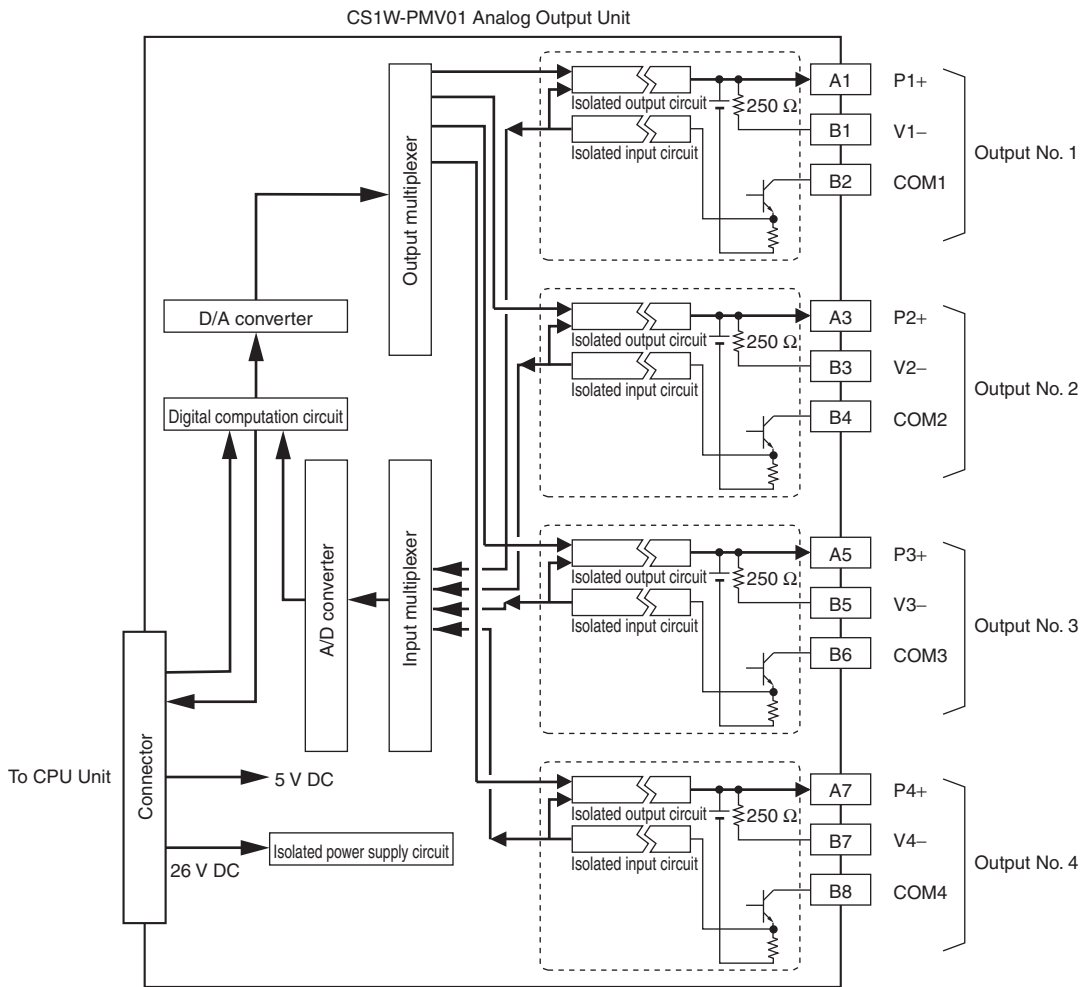 CS1W-PMV01 Analog Output Unit
Output multiplexer
Isolated output circuit
250 Ω
Isolated input circuit
A1
P1+
B1
V1−
B2
COM1
Output No. 1
D/A converter
Digital computation circuit
Isolated output circuit
250 Ω
Isolated input circuit
A3
P2+
B3
V2−
B4
COM2
Output No. 2
A/D converter
Input multiplexer
Isolated output circuit
250 Ω
Isolated input circuit
A5
P3+
B5
V3−
B6
COM3
Output No. 3
To CPU Unit
Connector
5 V DC
26 V DC
Isolated power supply circuit
Isolated output circuit
250 Ω
Isolated input circuit
A7
P4+
B7
V4−
B8
COM4
Output No. 4